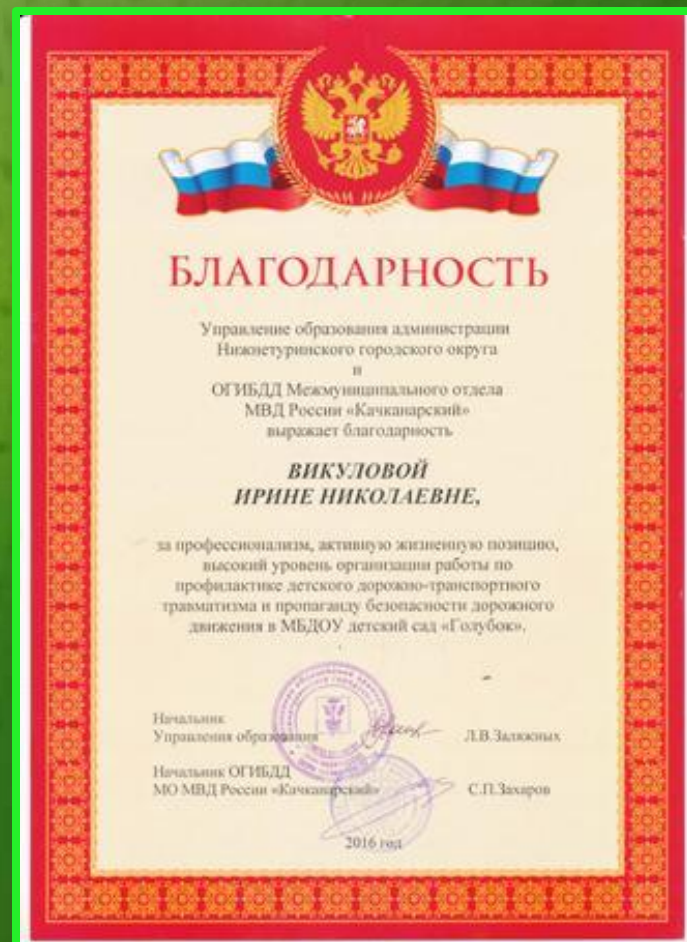 БЛАГОДАРНОСТЬ
Управление образования администрации
Нижнетуринского городского округа
и
ОГИБДД Межмуниципального отдела
МВД России «Качканарский»
выражает благодарность
ВИКУЛОВОЙ
ИРИНЕ НИКОЛАЕВНЕ,
за профессионализм, активную жизненную позицию,
высокий уровень организации работы по
профилактике детского дорожно-транспортного
травматизма и пропаганду безопасности дорожного
движения в МБДОУ детский сад «Голубок».
Начальник
Управления образования Л.В.Заляжных
Начальник ОГИБДД
МО МВД России «Качканарский» С.П.Захаров
2016 год